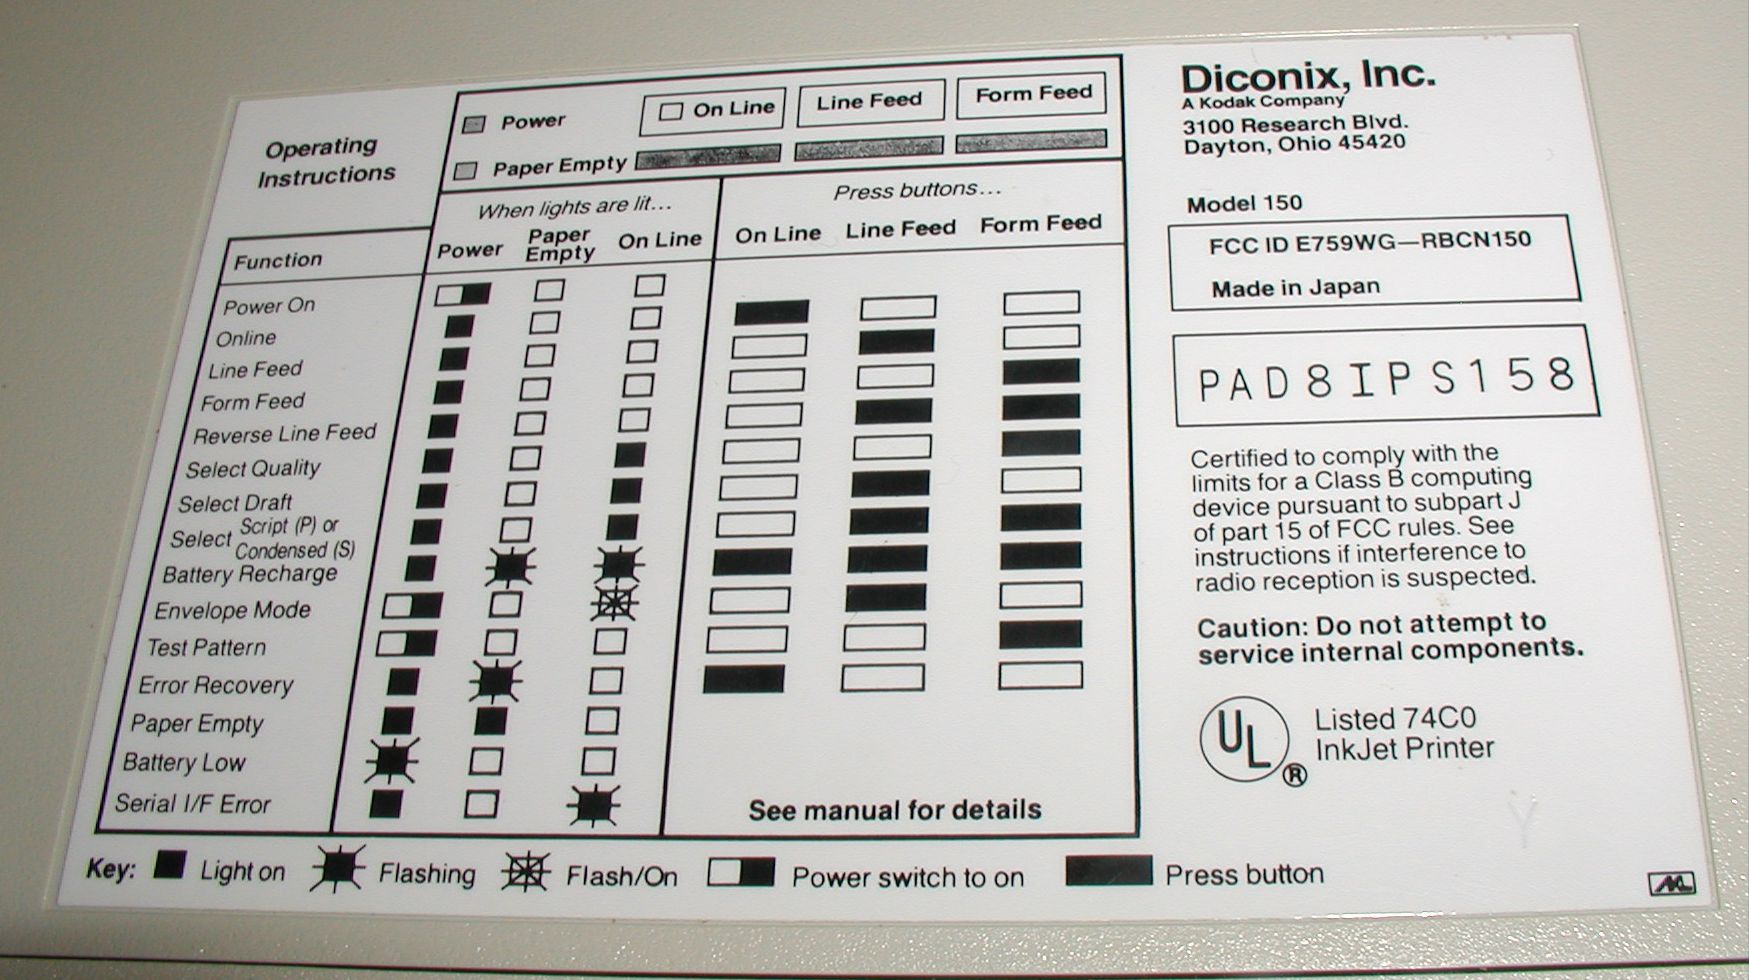 Operating
Instructions
Power
On Line
Line Feed
Form Feed
Paper Empty
When lights are lit...
Press buttons...
Function
Power
Paper
Empty
On Line
On Line
Line Feed
Form Feed
Power On
Online
Line Feed
Form Feed
Reverse Line Feed
Select Quality
Select Draft
Select Script (P) or
Condensed (S)
Battery Recharge
Envelope Mode
Test Pattern
Error Recovery
Paper Empty
Battery Low
Serial I/F Error
See manual for details
Key: Light on Flashing Flash/On Power switch to on Press button
Diconix, Inc.
A Kodak Company
3100 Research Blvd.
Dayton, Ohio 45420
Model 150
FCC ID E759WG—RBCN150
Made in Japan
PAD8IPS158
Certified to comply with the
limits for a Class B computing
device pursuant to subpart J
of part 15 of FCC rules. See
instructions if interference to
radio reception is suspected.
Caution: Do not attempt to
service internal components.
UL ®
Listed 74C0
InkJet Printer